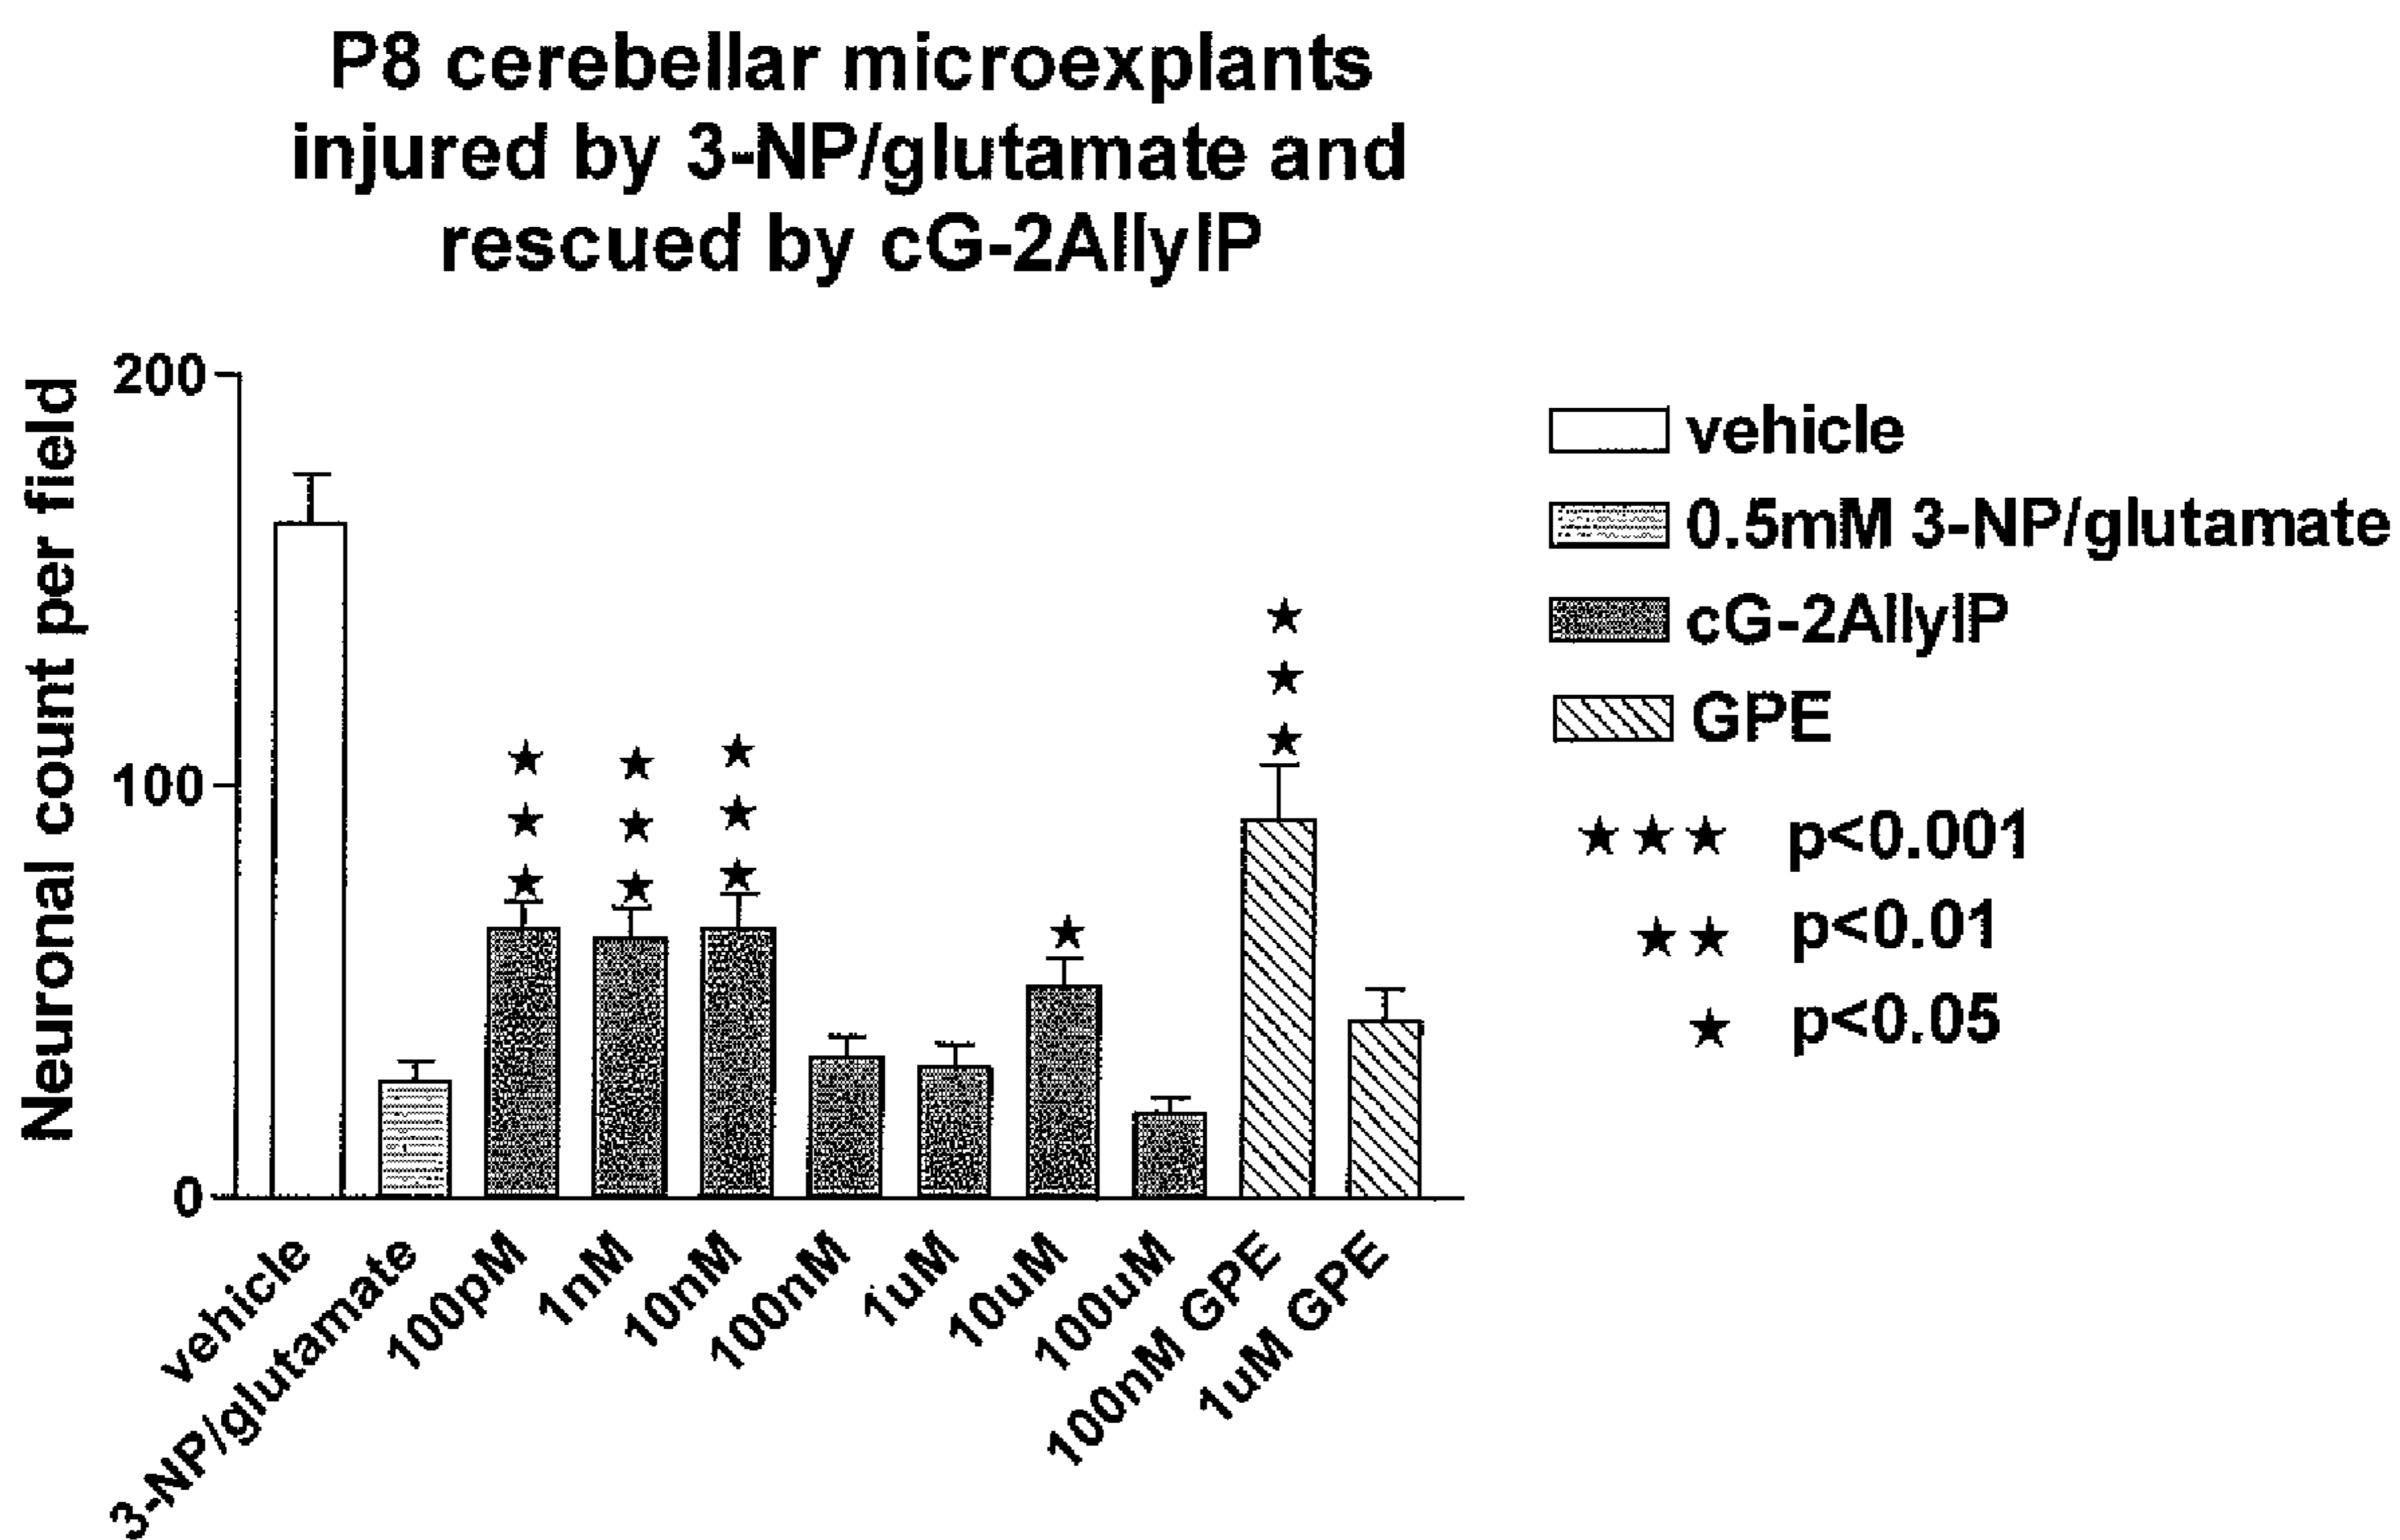 P8 cerebellar microexplants
injured by 3-NP/glutamate and
rescued by cG-2AllylP
Neuronal count per field
200
100
0
vehicle
3-NP/glutamate
100pM
1nM
10nM
100nM
1uM
10uM
100uM
100nM GPE
1uM GPE
vehicle
0.5mM 3-NP/glutamate
cG-2AllylP
GPE
★★★ p<0.001
★★ p<0.01
★ p<0.05